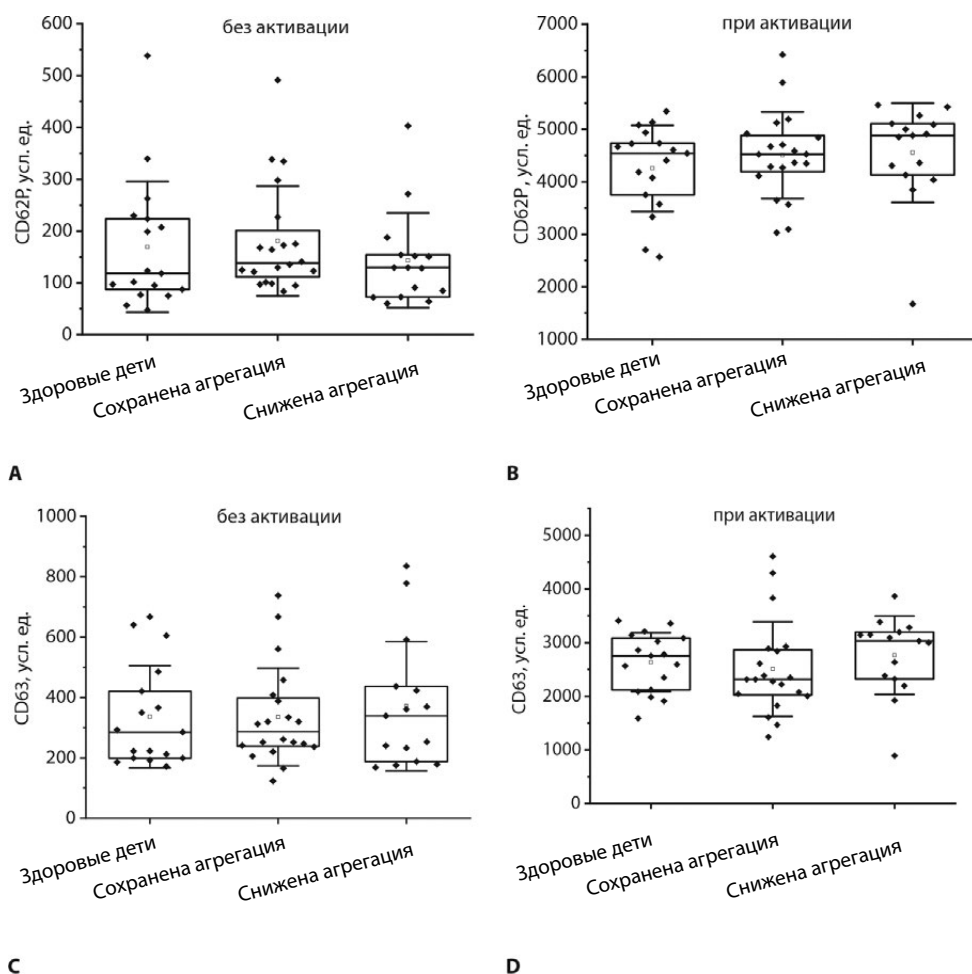 без активации
CD62P, усл. ед.
600
500
400
300
200
100
0
Здоровые дети
Сохранена агрегация
Снижена агрегация
A
при активации
CD62P, усл. ед.
7000
6000
5000
4000
3000
2000
1000
Здоровые дети
Сохранена агрегация
Снижена агрегация
B
без активации
CD63, усл. ед.
1000
800
600
400
200
0
Здоровые дети
Сохранена агрегация
Снижена агрегация
C
при активации
CD63, усл. ед.
5000
4000
3000
2000
1000
0
Здоровые дети
Сохранена агрегация
Снижена агрегация
D